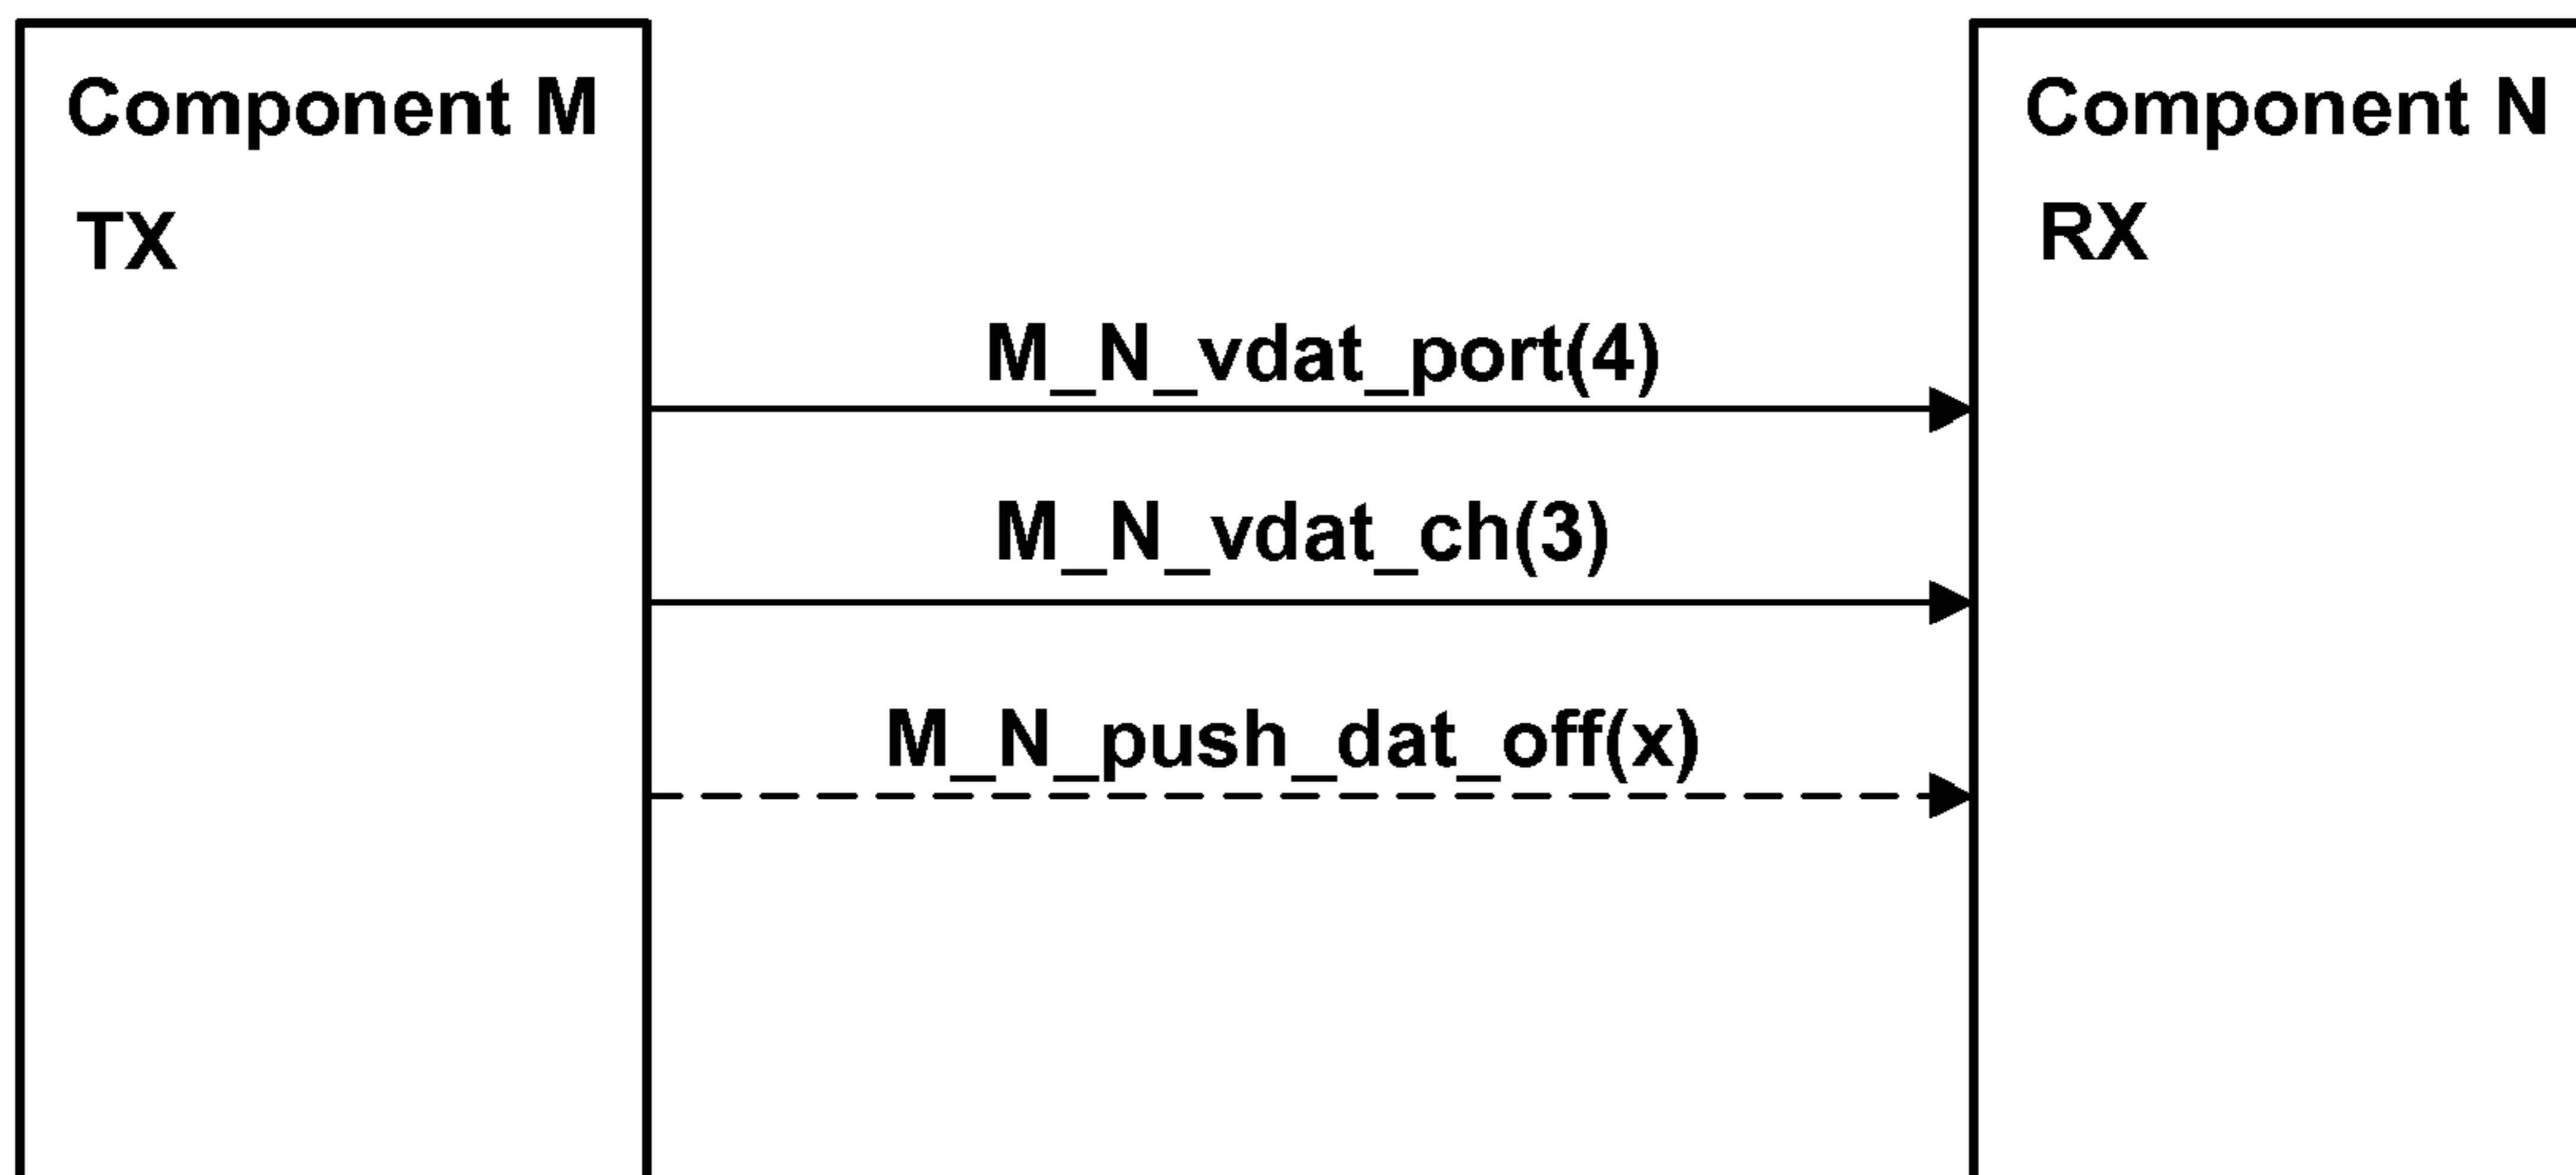 Component M
TX
Component N
RX
M_N_vdat_port(4)
M_N_vdat_ch(3)
M_N_push_dat_off(x)